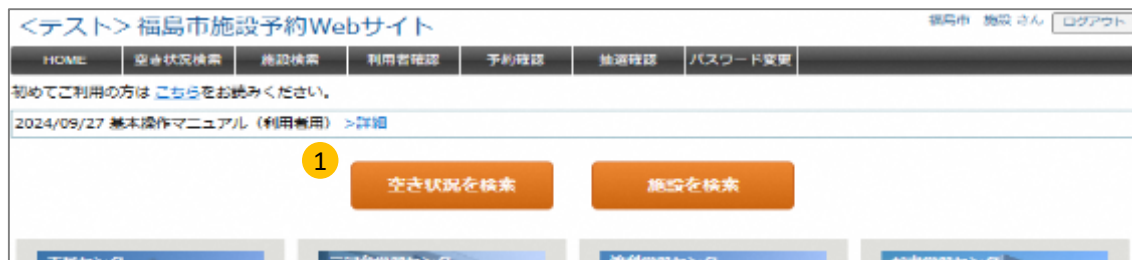 <テスト> 福島市施設予約Webサイト
福島市 施設 さん ログアウト
HOME 空き状況検索 施設検索 利用者確認 予約確認 抽選確認 パスワード変更
初めてご利用の方は こちらをお読みください。
2024/09/27 基本操作マニュアル（利用者用） >詳細
1
空き状況を検索 施設を検索